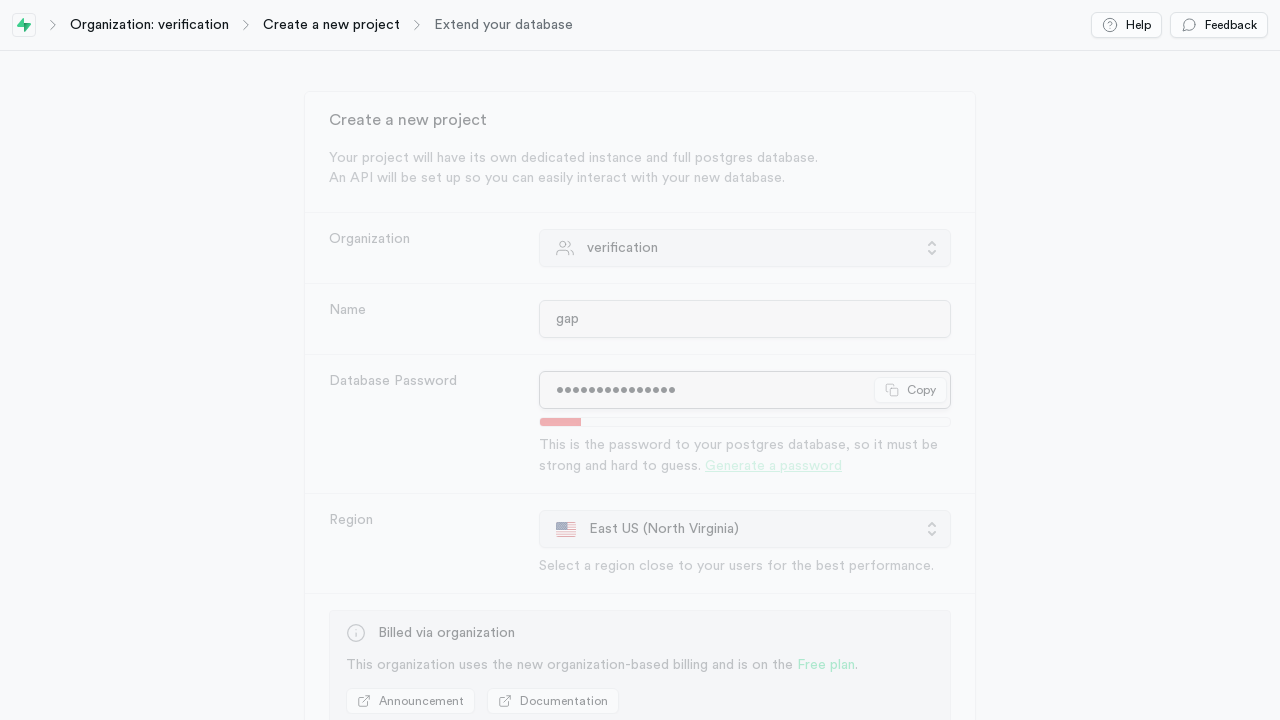 Organization: verification
Create a new project
Extend your database
Help
Feedback
Create a new project
Your project will have its own dedicated instance and full postgres database.
An API will be set up so you can easily interact with your new database.
Organization
verification
Name
gap
Database Password
•••••••••••••••
Copy
This is the password to your postgres database, so it must be
strong and hard to guess. Generate a password
Region
East US (North Virginia)
Select a region close to your users for the best performance.
Billed via organization
This organization uses the new organization-based billing and is on the Free plan.
Announcement
Documentation